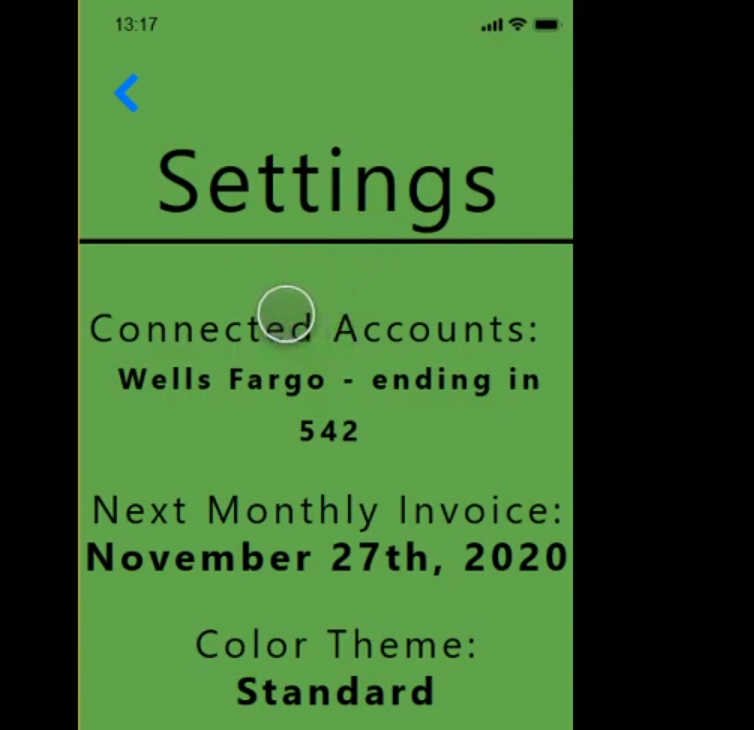 13:17
Settings
Connected Accounts:
Wells Fargo - ending in
542
Next Monthly Invoice:
November 27th, 2020
Color Theme:
Standard